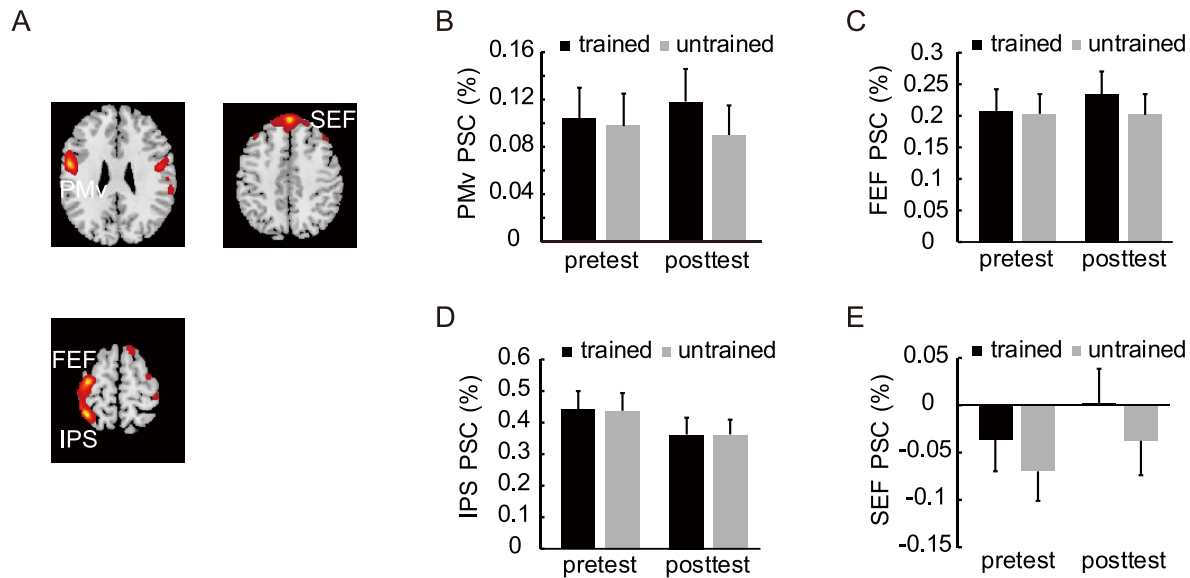 A
PMv
SEF
FEF
IPS
B
trained untrained
PMv PSC (%)
0.16
0.12
0.08
0.04
0
pretest posttest
C
trained untrained
FEF PSC (%)
0.3
0.25
0.2
0.15
0.1
0.05
0
pretest posttest
D
trained untrained
IPS PSC (%)
0.6
0.5
0.4
0.3
0.2
0.1
0
pretest posttest
E
trained untrained
SEF PSC (%)
0.05
0
-0.05
-0.1
-0.15
pretest posttest